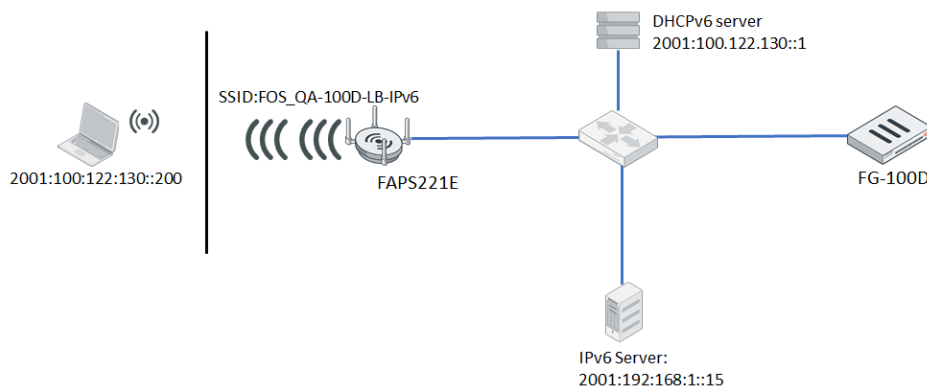 DHCPv6 server
2001:100.122.130::1
SSID:FOS_QA-100D-LB-IPv6
2001:100:122:130::200
FAPS221E
FG-100D
IPv6 Server:
2001:192:168:1::15